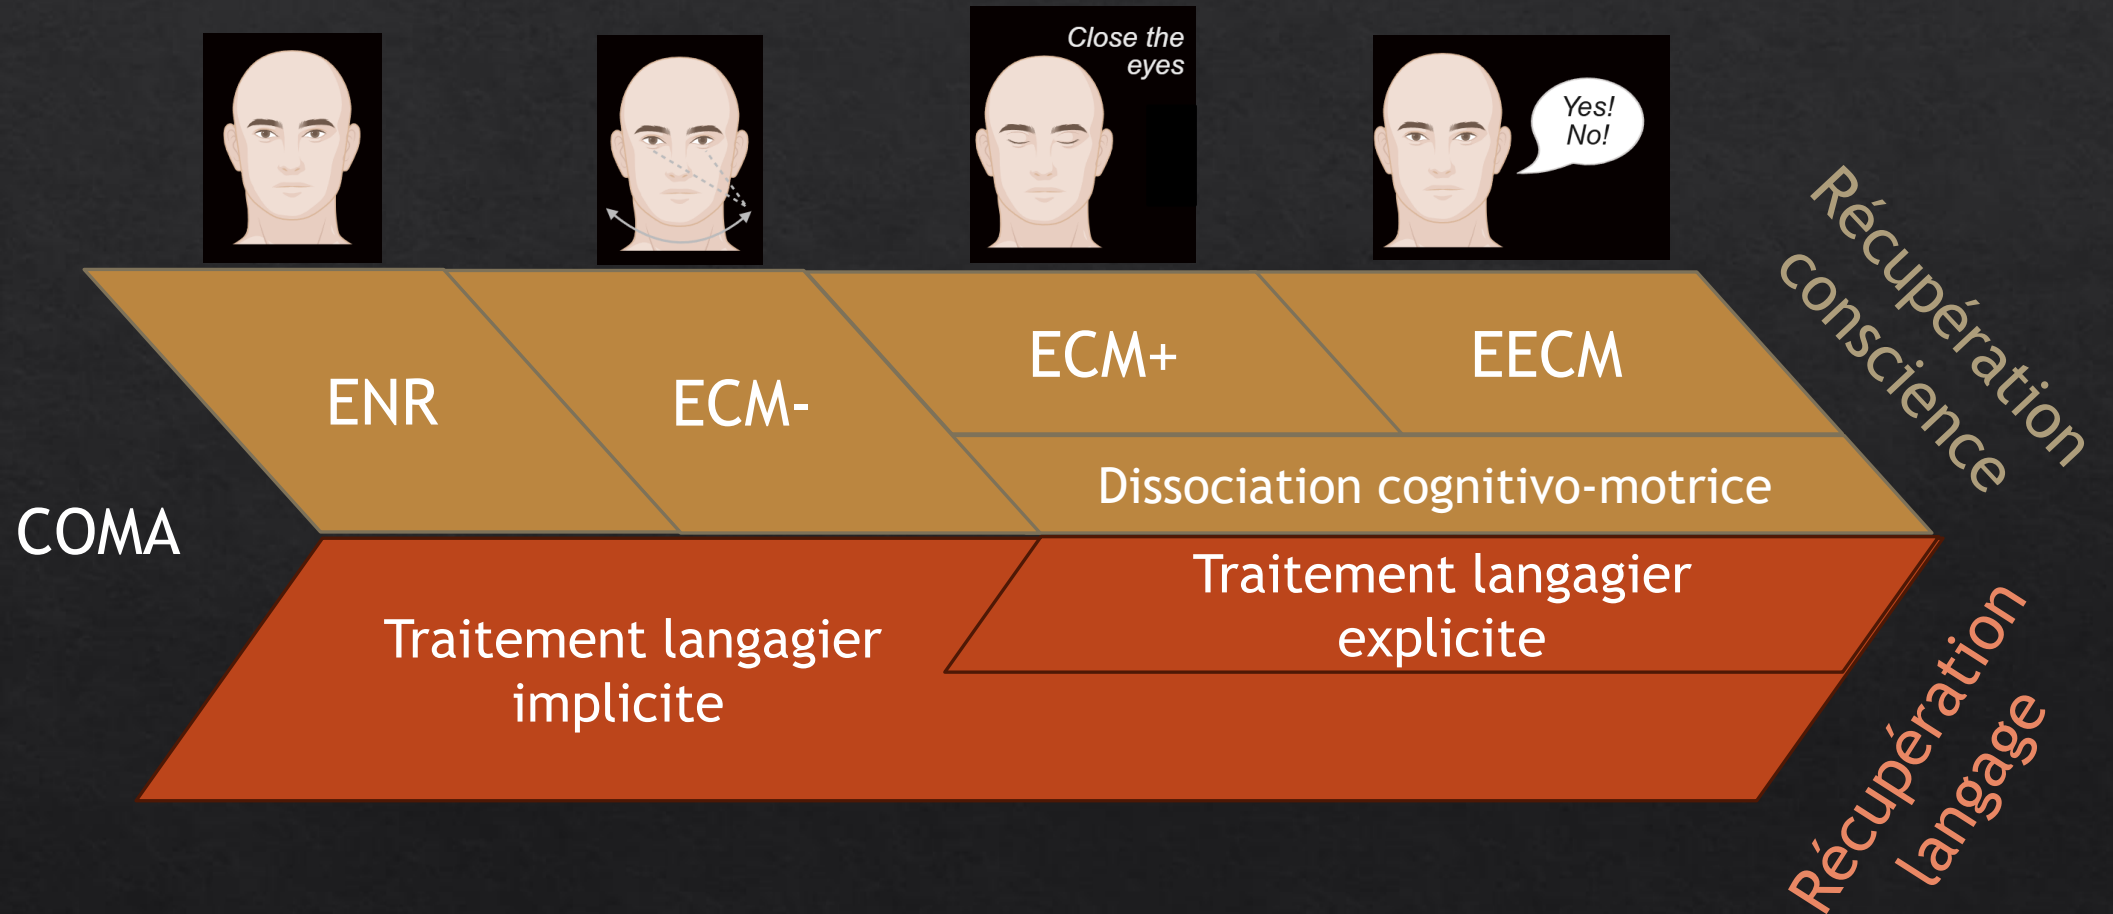 Close the
eyes
Yes!
No!
Récupération
conscience
ENR
ECM-
ECM+
EECM
Dissociation cognitivo-motrice
COMA
Traitement langagier
implicite
Traitement langagier
explicite
Récupération
langage